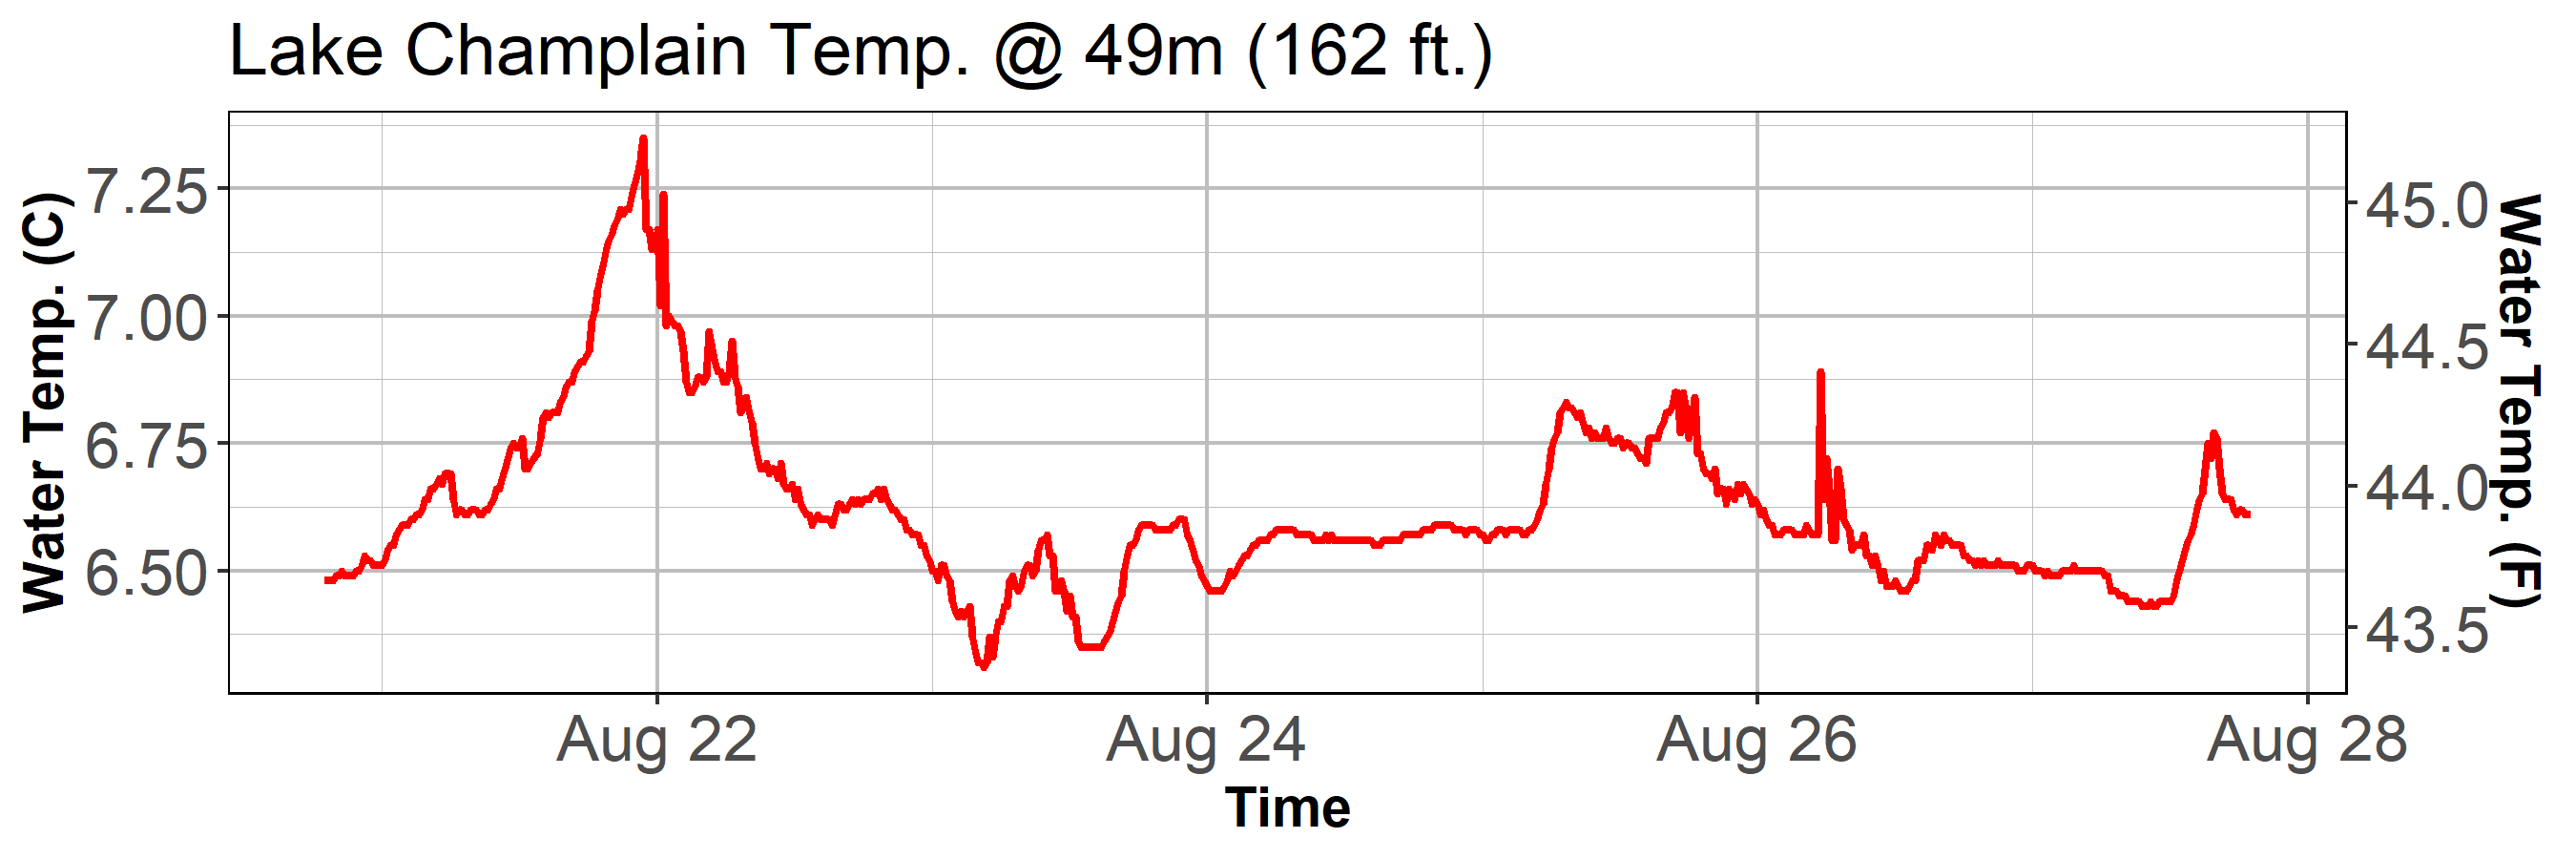 Lake Champlain Temp. @ 49m (162 ft.)
Water Temp. (C)
7.25
7.00
6.75
6.50
45.0
44.5
44.0
43.5
Water Temp. (F)
Aug 22
Aug 24
Aug 26
Aug 28
Time